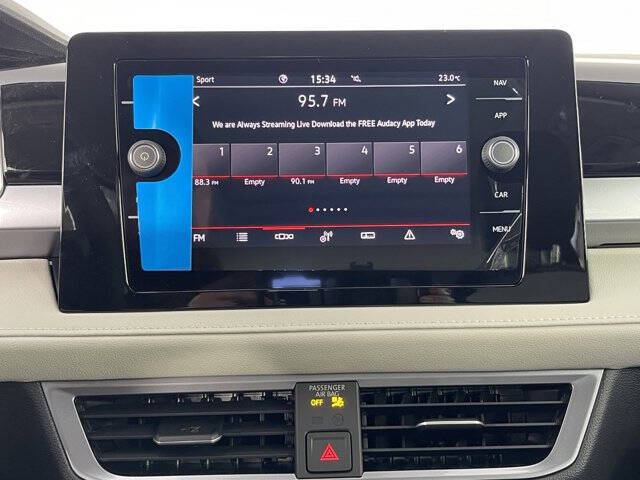 Sport 15:34 23.0°C
NAV
95.7 FM
APP
We are Always Streaming Live Download the FREE Audacy App Today
1 2 3 4 5 6
88.3 FM Empty 90.1 FM Empty Empty Empty
CAR
FM
MENU
PASSENGER
AIR BAG
OFF